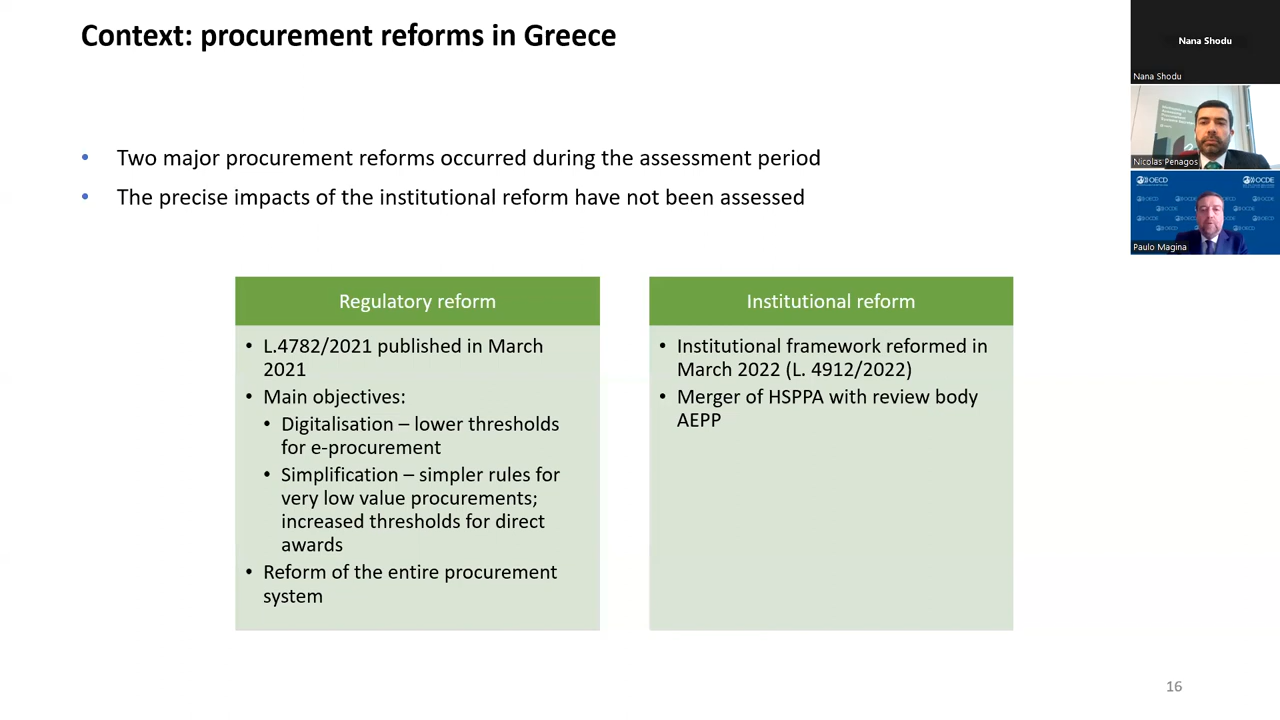 Context: procurement reforms in Greece
• Two major procurement reforms occurred during the assessment period
• The precise impacts of the institutional reform have not been assessed
Regulatory reform
• L.4782/2021 published in March
2021
• Main objectives:
• Digitalisation – lower thresholds
for e-procurement
• Simplification – simpler rules for
very low value procurements;
increased thresholds for direct
awards
• Reform of the entire procurement
system
Institutional reform
• Institutional framework reformed in
March 2022 (L. 4912/2022)
• Merger of HSPPA with review body
AEPP
16
Nana Shodu
Nana Shodu
Nicolas Penagos
OECD
OCDE
Paulo Magina